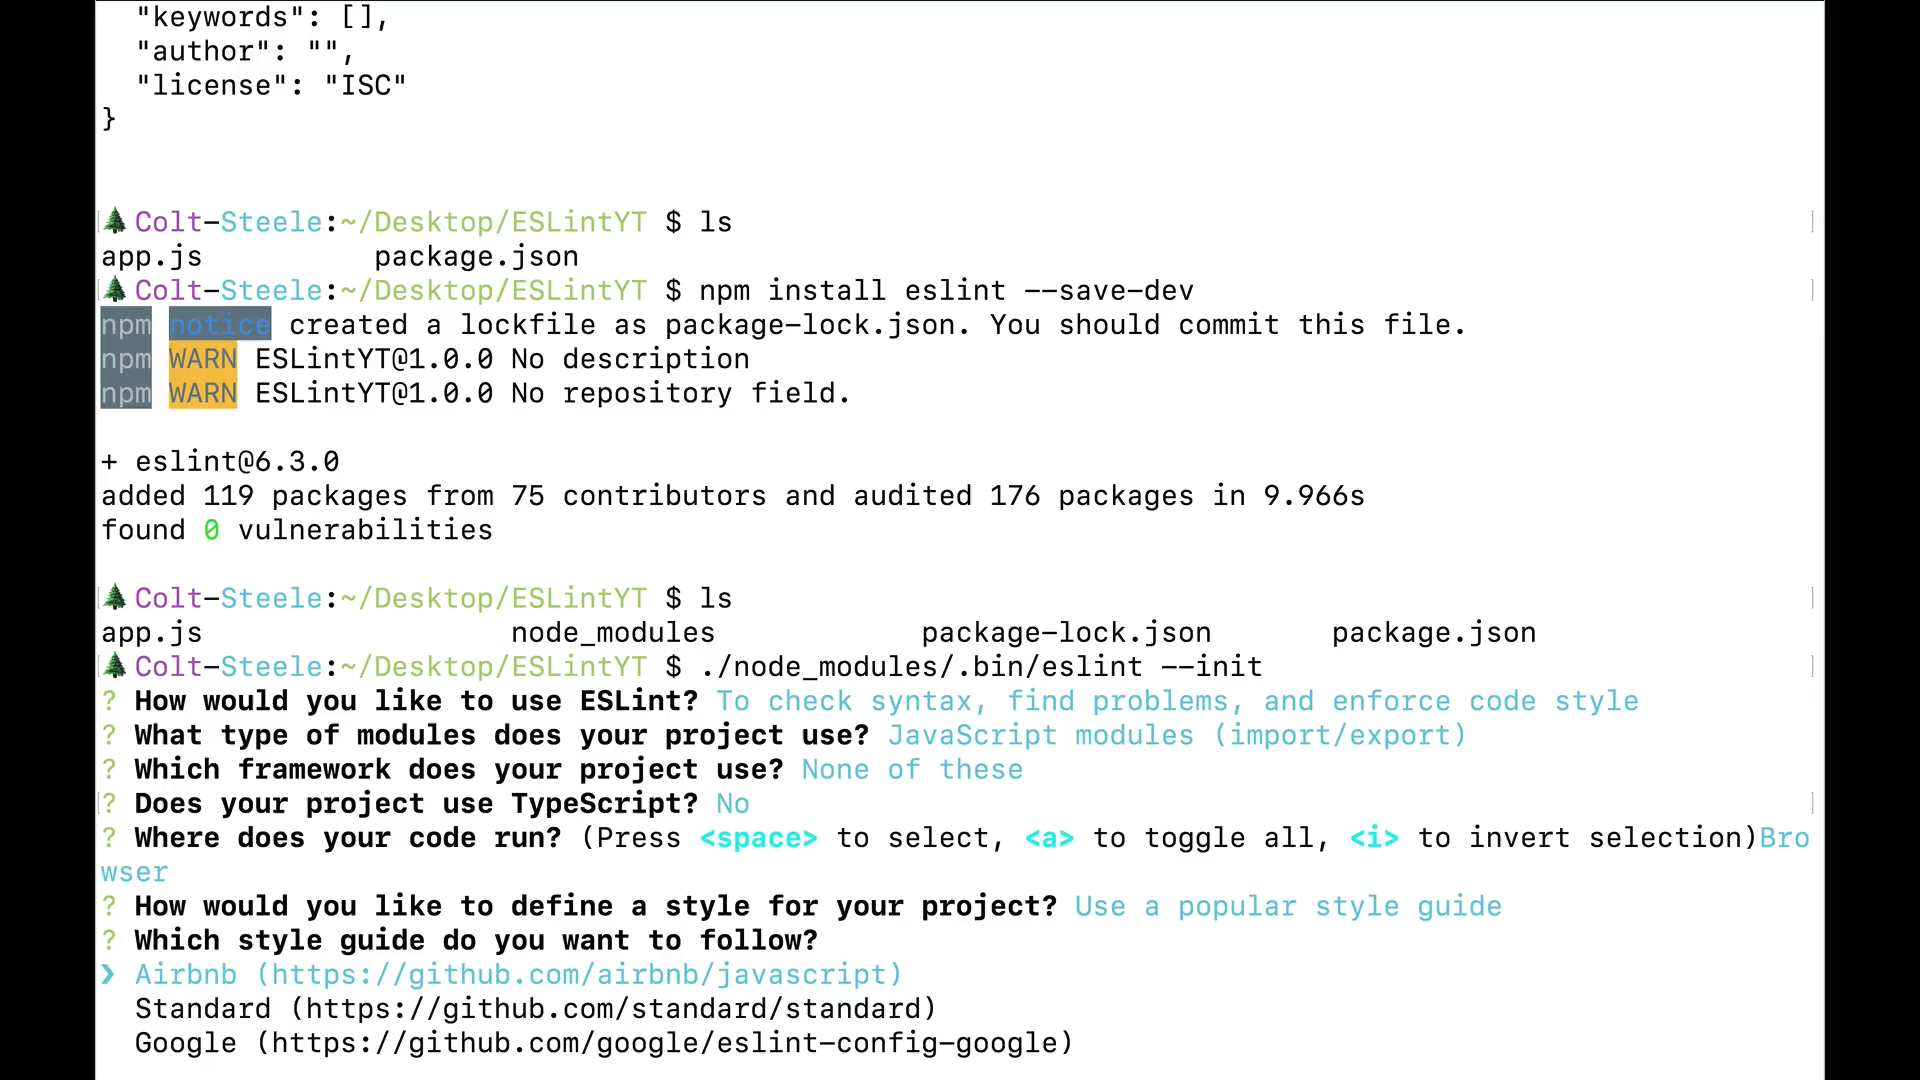 "keywords": [],
"author": "",
"license": "ISC"
}
🌲 Colt-Steele:~/Desktop/ESLintYT $ ls
app.js package.json
🌲 Colt-Steele:~/Desktop/ESLintYT $ npm install eslint --save-dev
npm notice created a lockfile as package-lock.json. You should commit this file.
npm WARN ESLintYT@1.0.0 No description
npm WARN ESLintYT@1.0.0 No repository field.
+ eslint@6.3.0
added 119 packages from 75 contributors and audited 176 packages in 9.966s
found 0 vulnerabilities
🌲 Colt-Steele:~/Desktop/ESLintYT $ ls
app.js node_modules package-lock.json package.json
🌲 Colt-Steele:~/Desktop/ESLintYT $ ./node_modules/.bin/eslint --init
? How would you like to use ESLint? To check syntax, find problems, and enforce code style
? What type of modules does your project use? JavaScript modules (import/export)
? Which framework does your project use? None of these
? Does your project use TypeScript? No
? Where does your code run? (Press <space> to select, <a> to toggle all, <i> to invert selection)Bro
wser
? How would you like to define a style for your project? Use a popular style guide
? Which style guide do you want to follow?
❯ Airbnb (https://github.com/airbnb/javascript)
Standard (https://github.com/standard/standard)
Google (https://github.com/google/eslint-config-google)